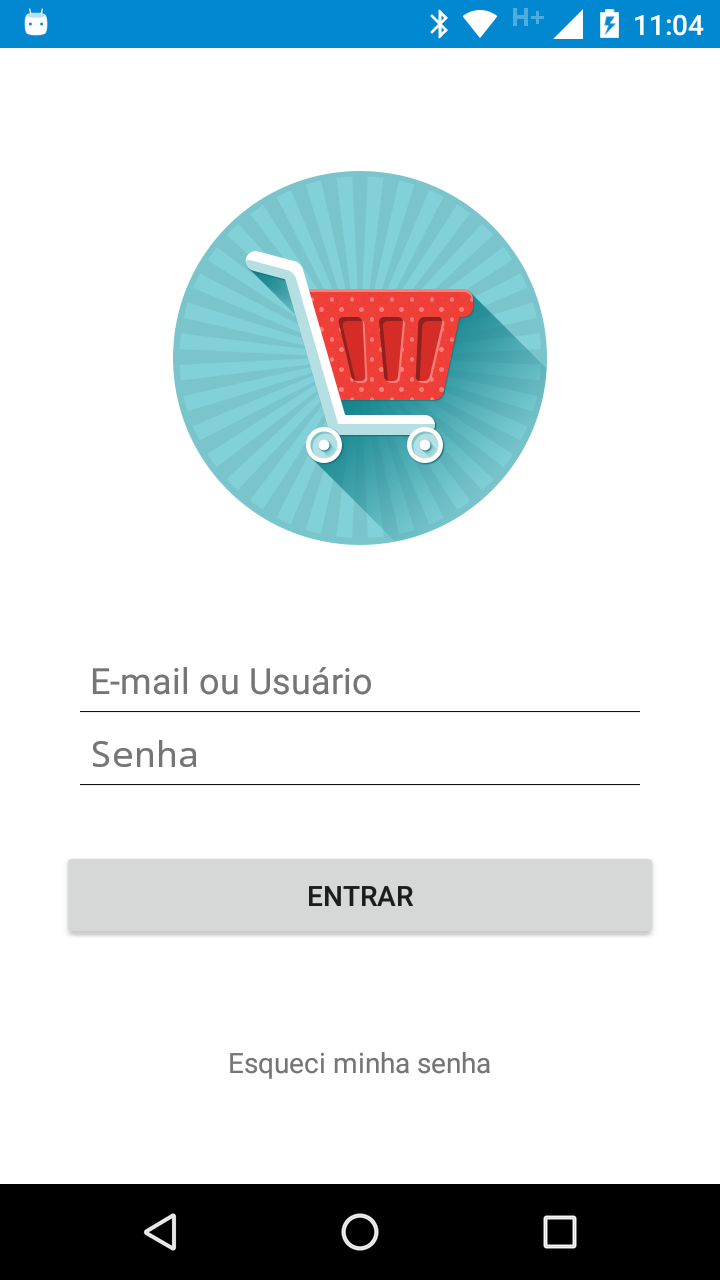 H+ 11:04
E-mail ou Usuário
Senha
ENTRAR
Esqueci minha senha